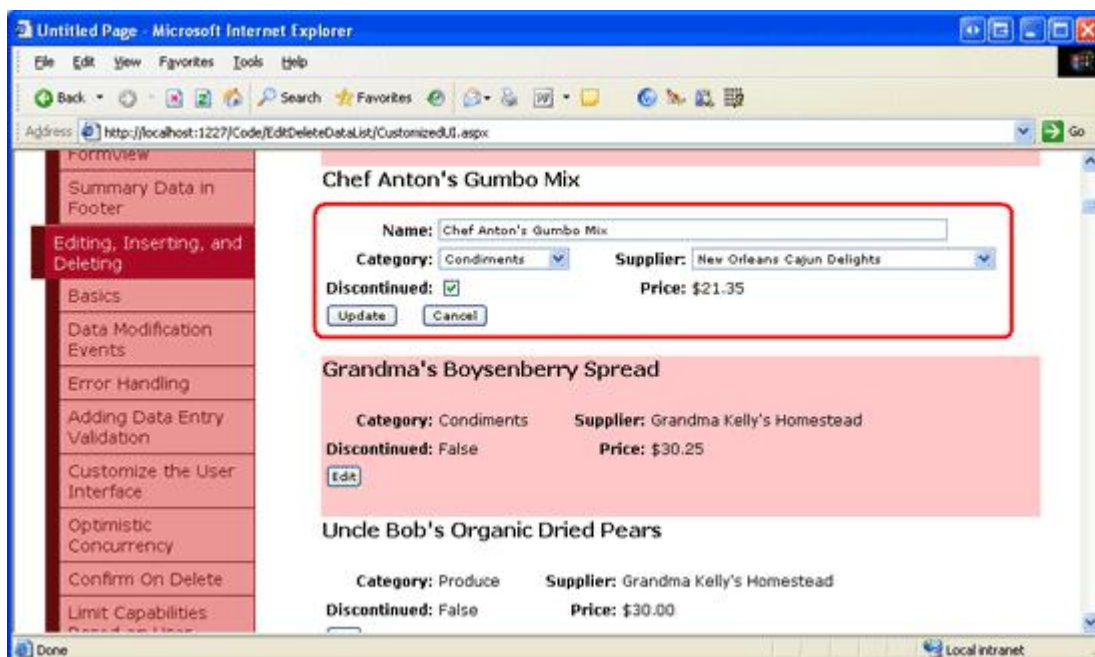 Untitled Page - Microsoft Internet Explorer
File Edit View Favorites Tools Help
Back Search Favorites
Address http://localhost:1227/Code/EditDeleteDataList/CustomizedUI.aspx Go
FormView
Summary Data in
Footer
Editing, Inserting, and
Deleting
Basics
Data Modification
Events
Error Handling
Adding Data Entry
Validation
Customize the User
Interface
Optimistic
Concurrency
Confirm On Delete
Limit Capabilities
Based on User
Chef Anton's Gumbo Mix
Name: Chef Anton's Gumbo Mix
Category: Condiments Supplier: New Orleans Cajun Delights
Discontinued: Price: $21.35
Update Cancel
Grandma's Boysenberry Spread
Category: Condiments Supplier: Grandma Kelly's Homestead
Discontinued: False Price: $30.25
Edit
Uncle Bob's Organic Dried Pears
Category: Produce Supplier: Grandma Kelly's Homestead
Discontinued: False Price: $30.00
Done Local intranet